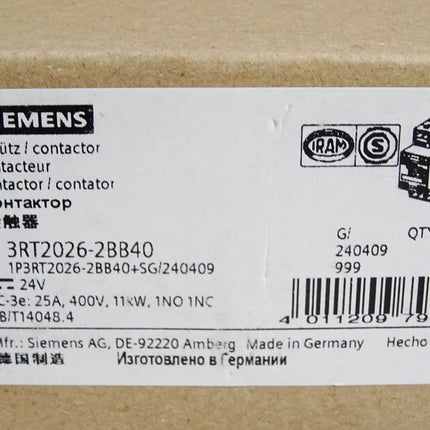 IEMENS
ütz / contactor
ntacteur
ntactor / contator
онтактор
触器
IRAM S
3RT2026-2BB40
G/ QTY
1P3RT2026-2BB40+SG/240409
240409
999
24V
C-3e: 25A, 400V, 11kW, 1NO 1NC
B/T14048.4
4 011209 79
Mfr.: Siemens AG, DE-92220 Amberg Made in Germany Hecho
德国制造 Изготовлено в Германии